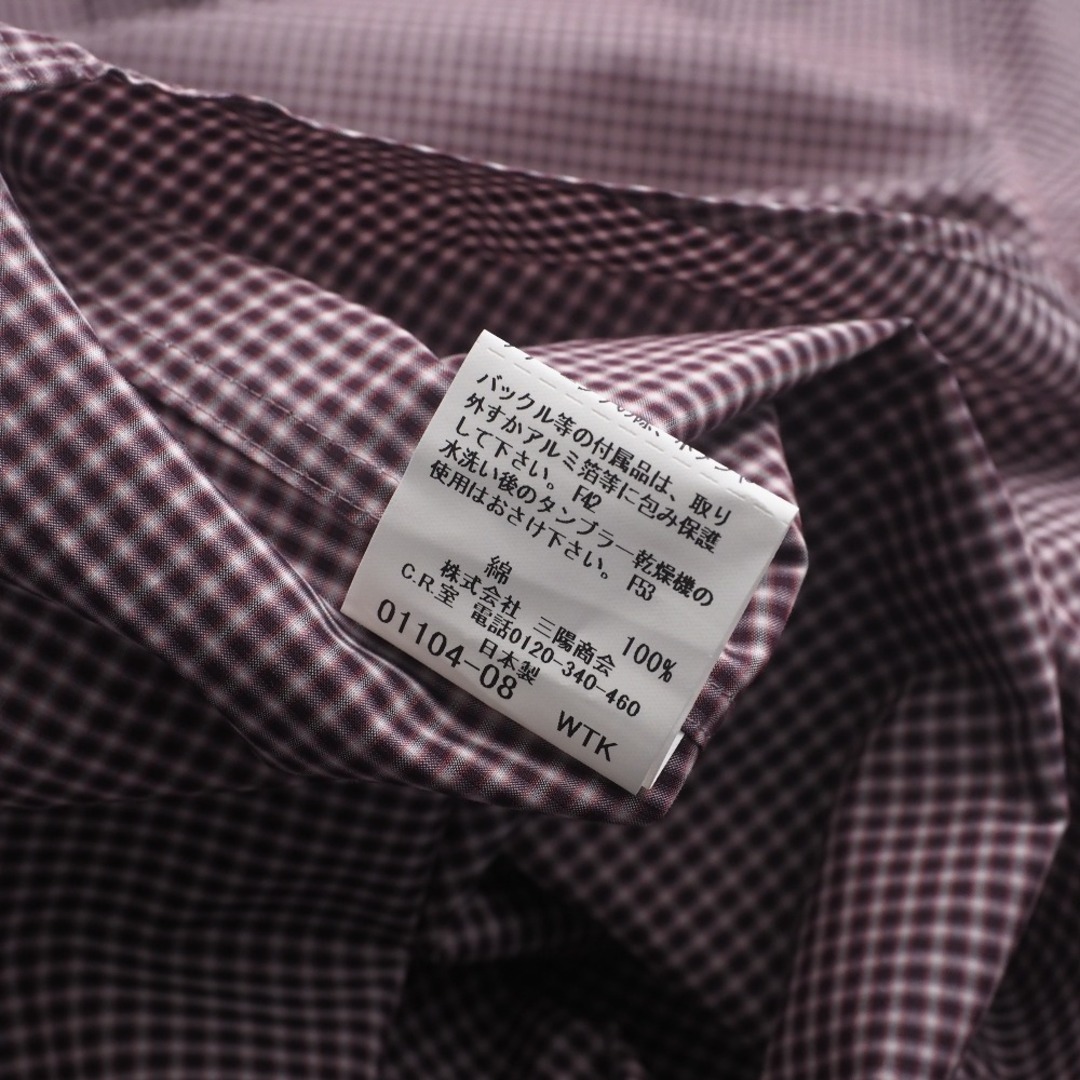 バックル等の付属品は、取り
外すかアルミ箔等に包み保護
して下さい。 F42
水洗い後のタンブラー乾燥機の
使用はおさけ下さい。 F53
綿 100%
株式会社 三陽商会
C.R.室 電話0120-340-460
日本製
01104-08 WTK